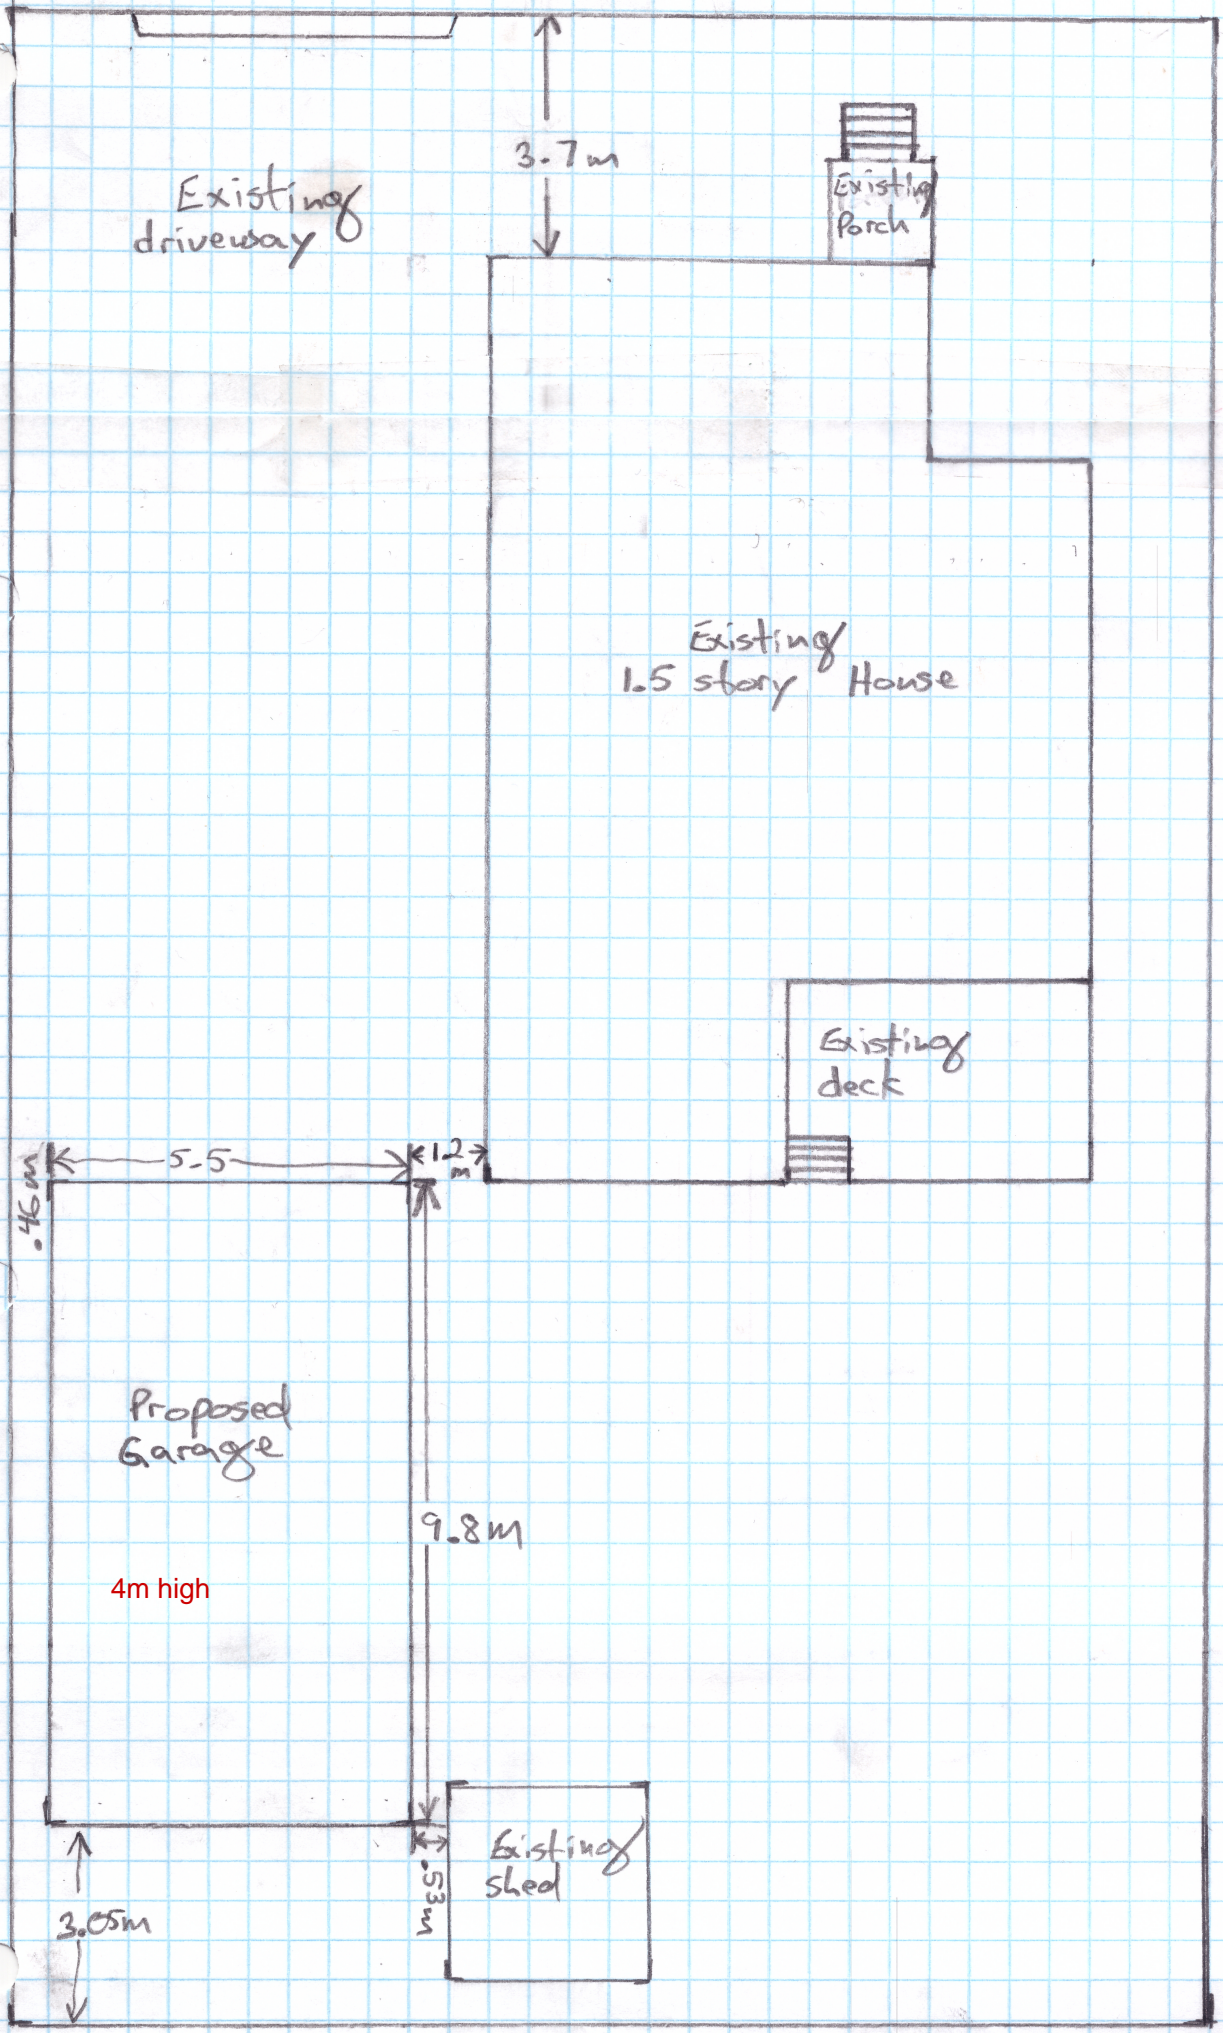 3.7m
Existing
Porch
Existing
driveway
Existing
1.5 story House
Existing
deck
5.5
1.2
m
.46m
Proposed
Garage
9.8m
4m high
Existing
shed
.53m
3.05m